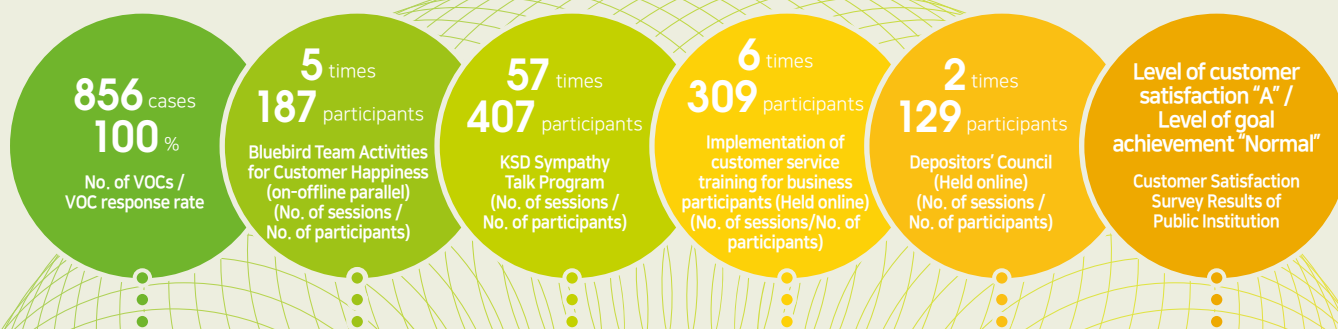 856 cases
100 %
No. of VOCs /
VOC response rate
5 times
187 participants
Bluebird Team Activities
for Customer Happiness
(on-offline parallel)
(No. of sessions /
No. of participants)
57 times
407 participants
KSD Sympathy
Talk Program
(No. of sessions /
No. of participants)
6 times
309 participants
Implementation of
customer service
training for business
participants (Held online)
(No. of sessions/No. of
participants)
2 times
129 participants
Depositors' Council
(Held online)
(No. of sessions /
No. of participants)
Level of customer
satisfaction “A” /
Level of goal
achievement “Normal”
Customer Satisfaction
Survey Results of
Public Institution